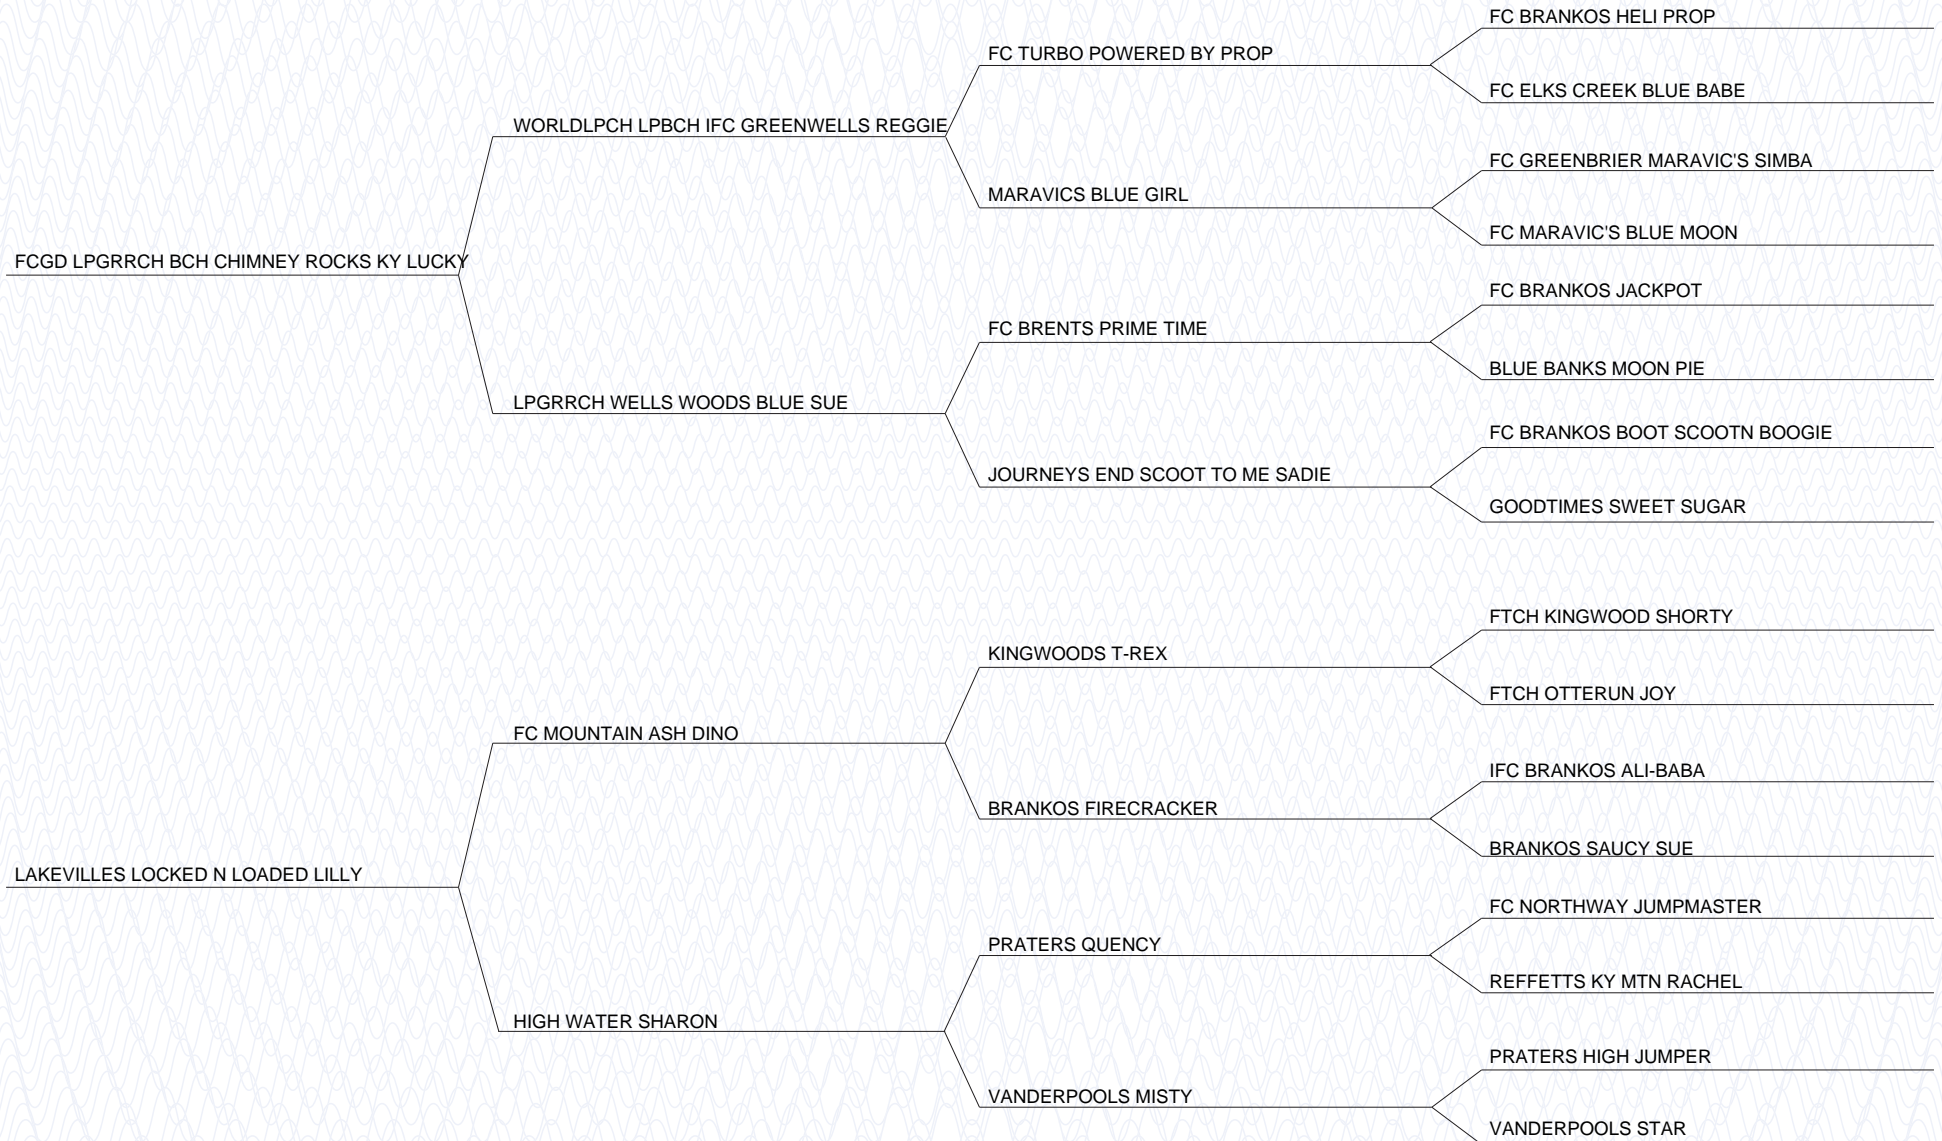 FC BRANKOS HELI PROP
FC TURBO POWERED BY PROP
FC ELKS CREEK BLUE BABE
WORLDLPCH LPBCH IFC GREENWELLS REGGIE
FC GREENBRIER MARAVIC'S SIMBA
MARAVICS BLUE GIRL
FC MARAVIC'S BLUE MOON
FCGD LPGRRCH BCH CHIMNEY ROCKS KY LUCKY
FC BRANKOS JACKPOT
FC BRENTS PRIME TIME
BLUE BANKS MOON PIE
LPGRRCH WELLS WOODS BLUE SUE
FC BRANKOS BOOT SCOOTN BOOGIE
JOURNEYS END SCOOT TO ME SADIE
GOODTIMES SWEET SUGAR
FTCH KINGWOOD SHORTY
KINGWOODS T-REX
FTCH OTTERUN JOY
FC MOUNTAIN ASH DINO
IFC BRANKOS ALI-BABA
BRANKOS FIRECRACKER
BRANKOS SAUCY SUE
LAKEVILLES LOCKED N LOADED LILLY
FC NORTHWAY JUMPMASTER
PRATERS QUENCY
REFFETTS KY MTN RACHEL
HIGH WATER SHARON
PRATERS HIGH JUMPER
VANDERPOOLS MISTY
VANDERPOOLS STAR